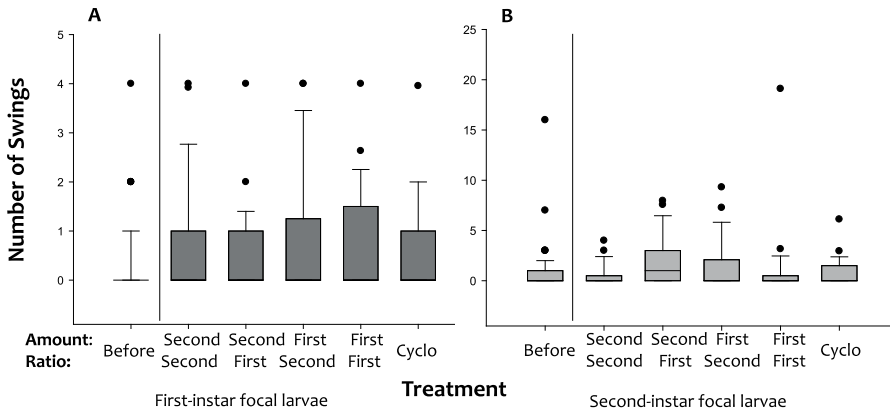 A
B
Number of Swings
5
4
3
2
1
0
25
20
15
10
5
0
Amount:
Ratio:
Before
Second
Second
Second
First
First
Second
First
First
Cyclo
Before
Second
Second
Second
First
First
Second
First
First
Cyclo
Treatment
First-instar focal larvae
Second-instar focal larvae